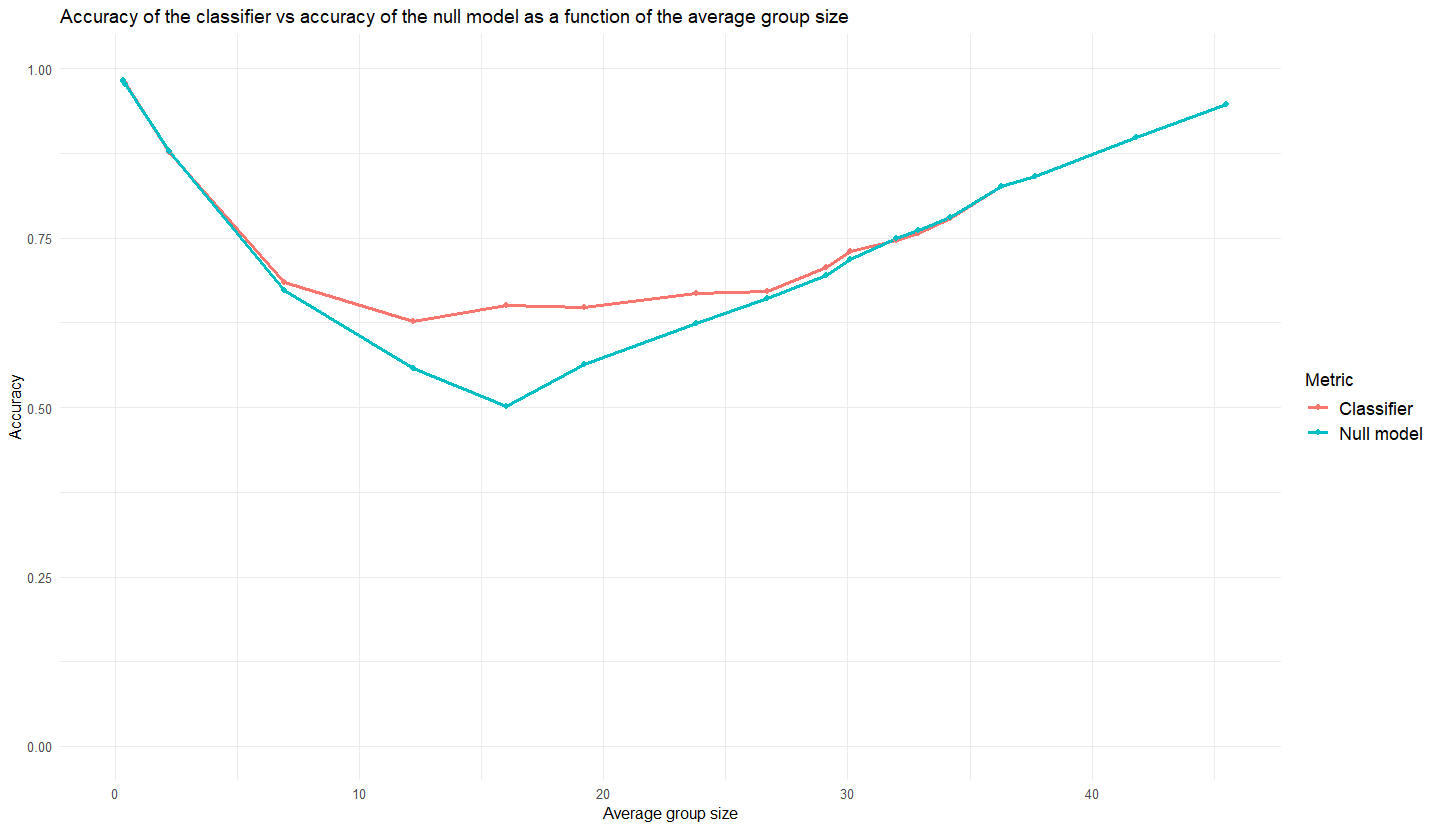 Accuracy of the classifier vs accuracy of the null model as a function of the average group size
1.00
0.75
0.50
0.25
0.00
Accuracy
0 10 20 30 40
Average group size
Metric
Classifier
Null model